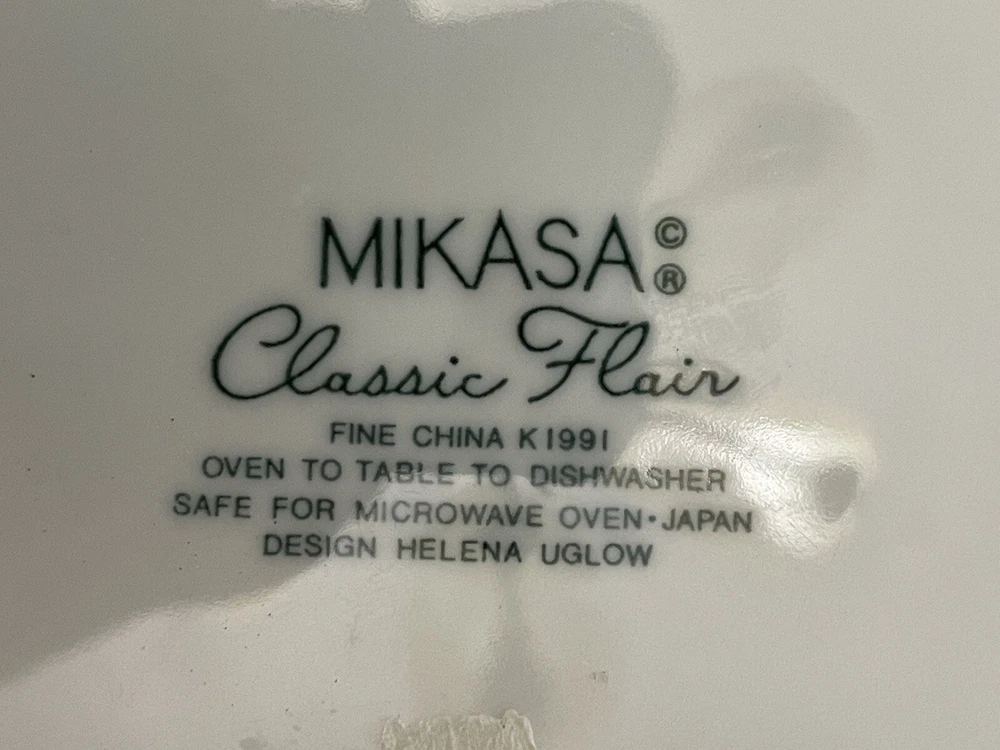 MIKASA©®
Classic Flair
FINE CHINA K1991
OVEN TO TABLE TO DISHWASHER
SAFE FOR MICROWAVE OVEN•JAPAN
DESIGN HELENA UGLOW